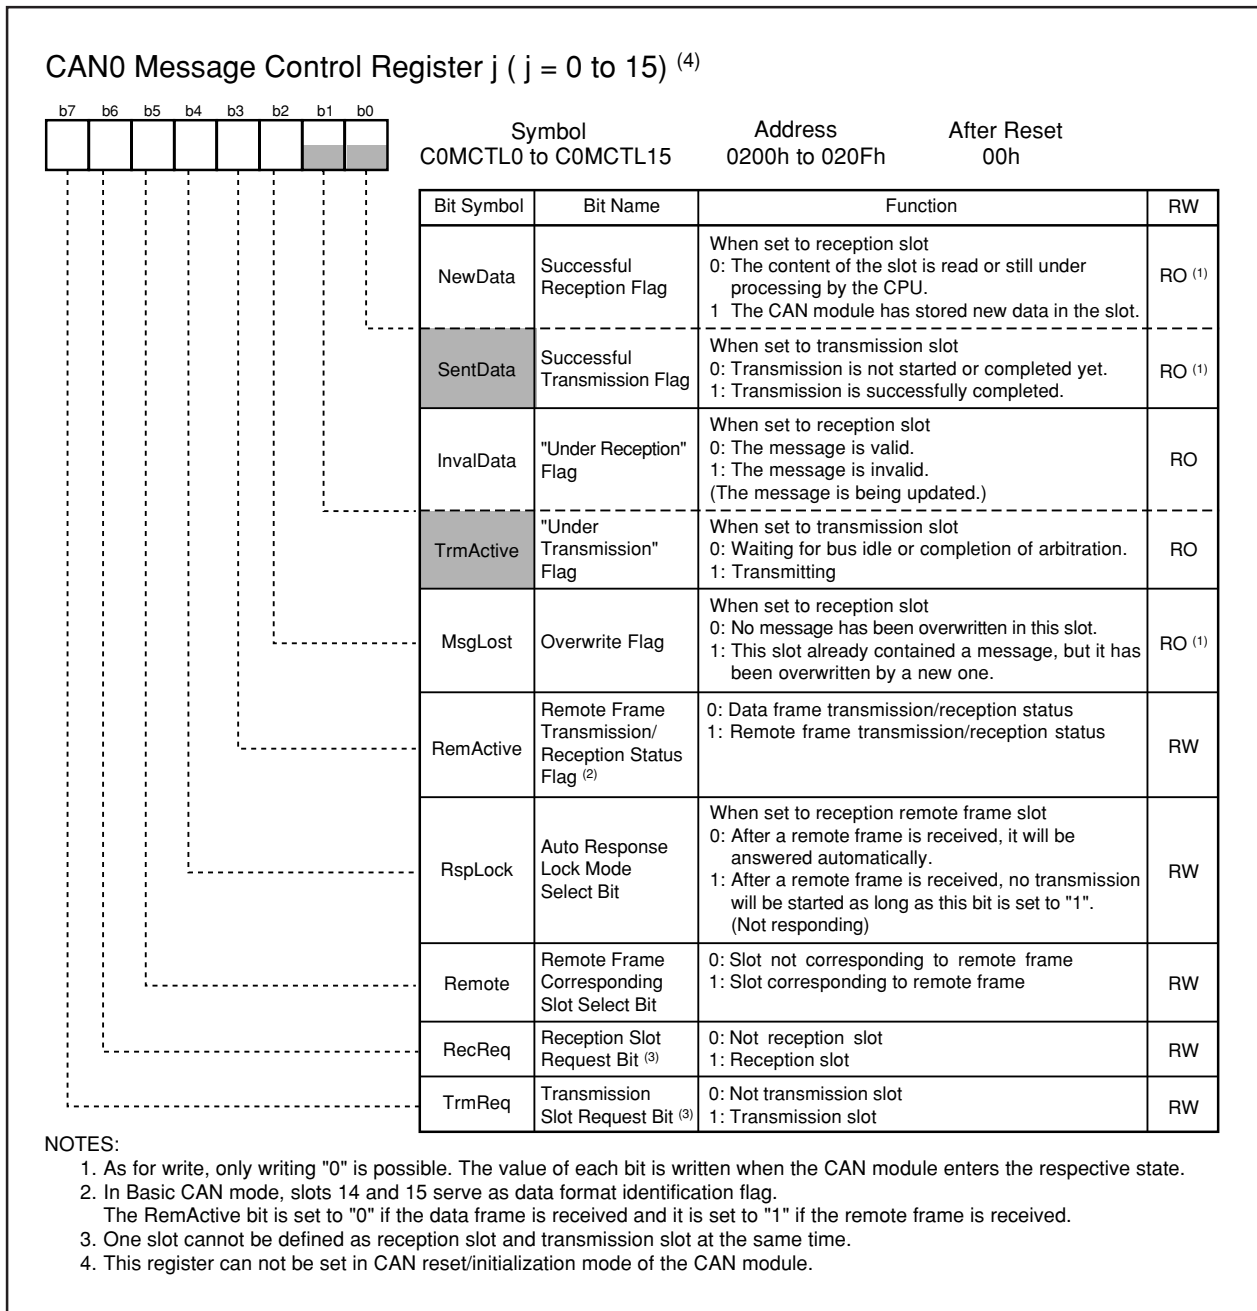 CAN0 Message Control Register j ( j = 0 to 15) (4)
b7 b6 b5 b4 b3 b2 b1 b0
Symbol Address After Reset
C0MCTL0 to C0MCTL15 0200h to 020Fh 00h
Bit Symbol Bit Name Function RW
NewData
Successful
Reception Flag
When set to reception slot
0: The content of the slot is read or still under
processing by the CPU.
1 The CAN module has stored new data in the slot.
RO (1)
SentData
Successful
Transmission Flag
When set to transmission slot
0: Transmission is not started or completed yet.
1: Transmission is successfully completed.
RO (1)
InvalData
"Under Reception"
Flag
When set to reception slot
0: The message is valid.
1: The message is invalid.
(The message is being updated.)
RO
TrmActive
"Under
Transmission"
Flag
When set to transmission slot
0: Waiting for bus idle or completion of arbitration.
1: Transmitting
RO
MsgLost
Overwrite Flag
When set to reception slot
0: No message has been overwritten in this slot.
1: This slot already contained a message, but it has
been overwritten by a new one.
RO (1)
RemActive
Remote Frame
Transmission/
Reception Status
Flag (2)
0: Data frame transmission/reception status
1: Remote frame transmission/reception status
RW
RspLock
Auto Response
Lock Mode
Select Bit
When set to reception remote frame slot
0: After a remote frame is received, it will be
answered automatically.
1: After a remote frame is received, no transmission
will be started as long as this bit is set to "1".
(Not responding)
RW
Remote
Remote Frame
Corresponding
Slot Select Bit
0: Slot not corresponding to remote frame
1: Slot corresponding to remote frame
RW
RecReq
Reception Slot
Request Bit (3)
0: Not reception slot
1: Reception slot
RW
TrmReq
Transmission
Slot Request Bit (3)
0: Not transmission slot
1: Transmission slot
RW
NOTES:
1. As for write, only writing "0" is possible. The value of each bit is written when the CAN module enters the respective state.
2. In Basic CAN mode, slots 14 and 15 serve as data format identification flag.
The RemActive bit is set to "0" if the data frame is received and it is set to "1" if the remote frame is received.
3. One slot cannot be defined as reception slot and transmission slot at the same time.
4. This register can not be set in CAN reset/initialization mode of the CAN module.